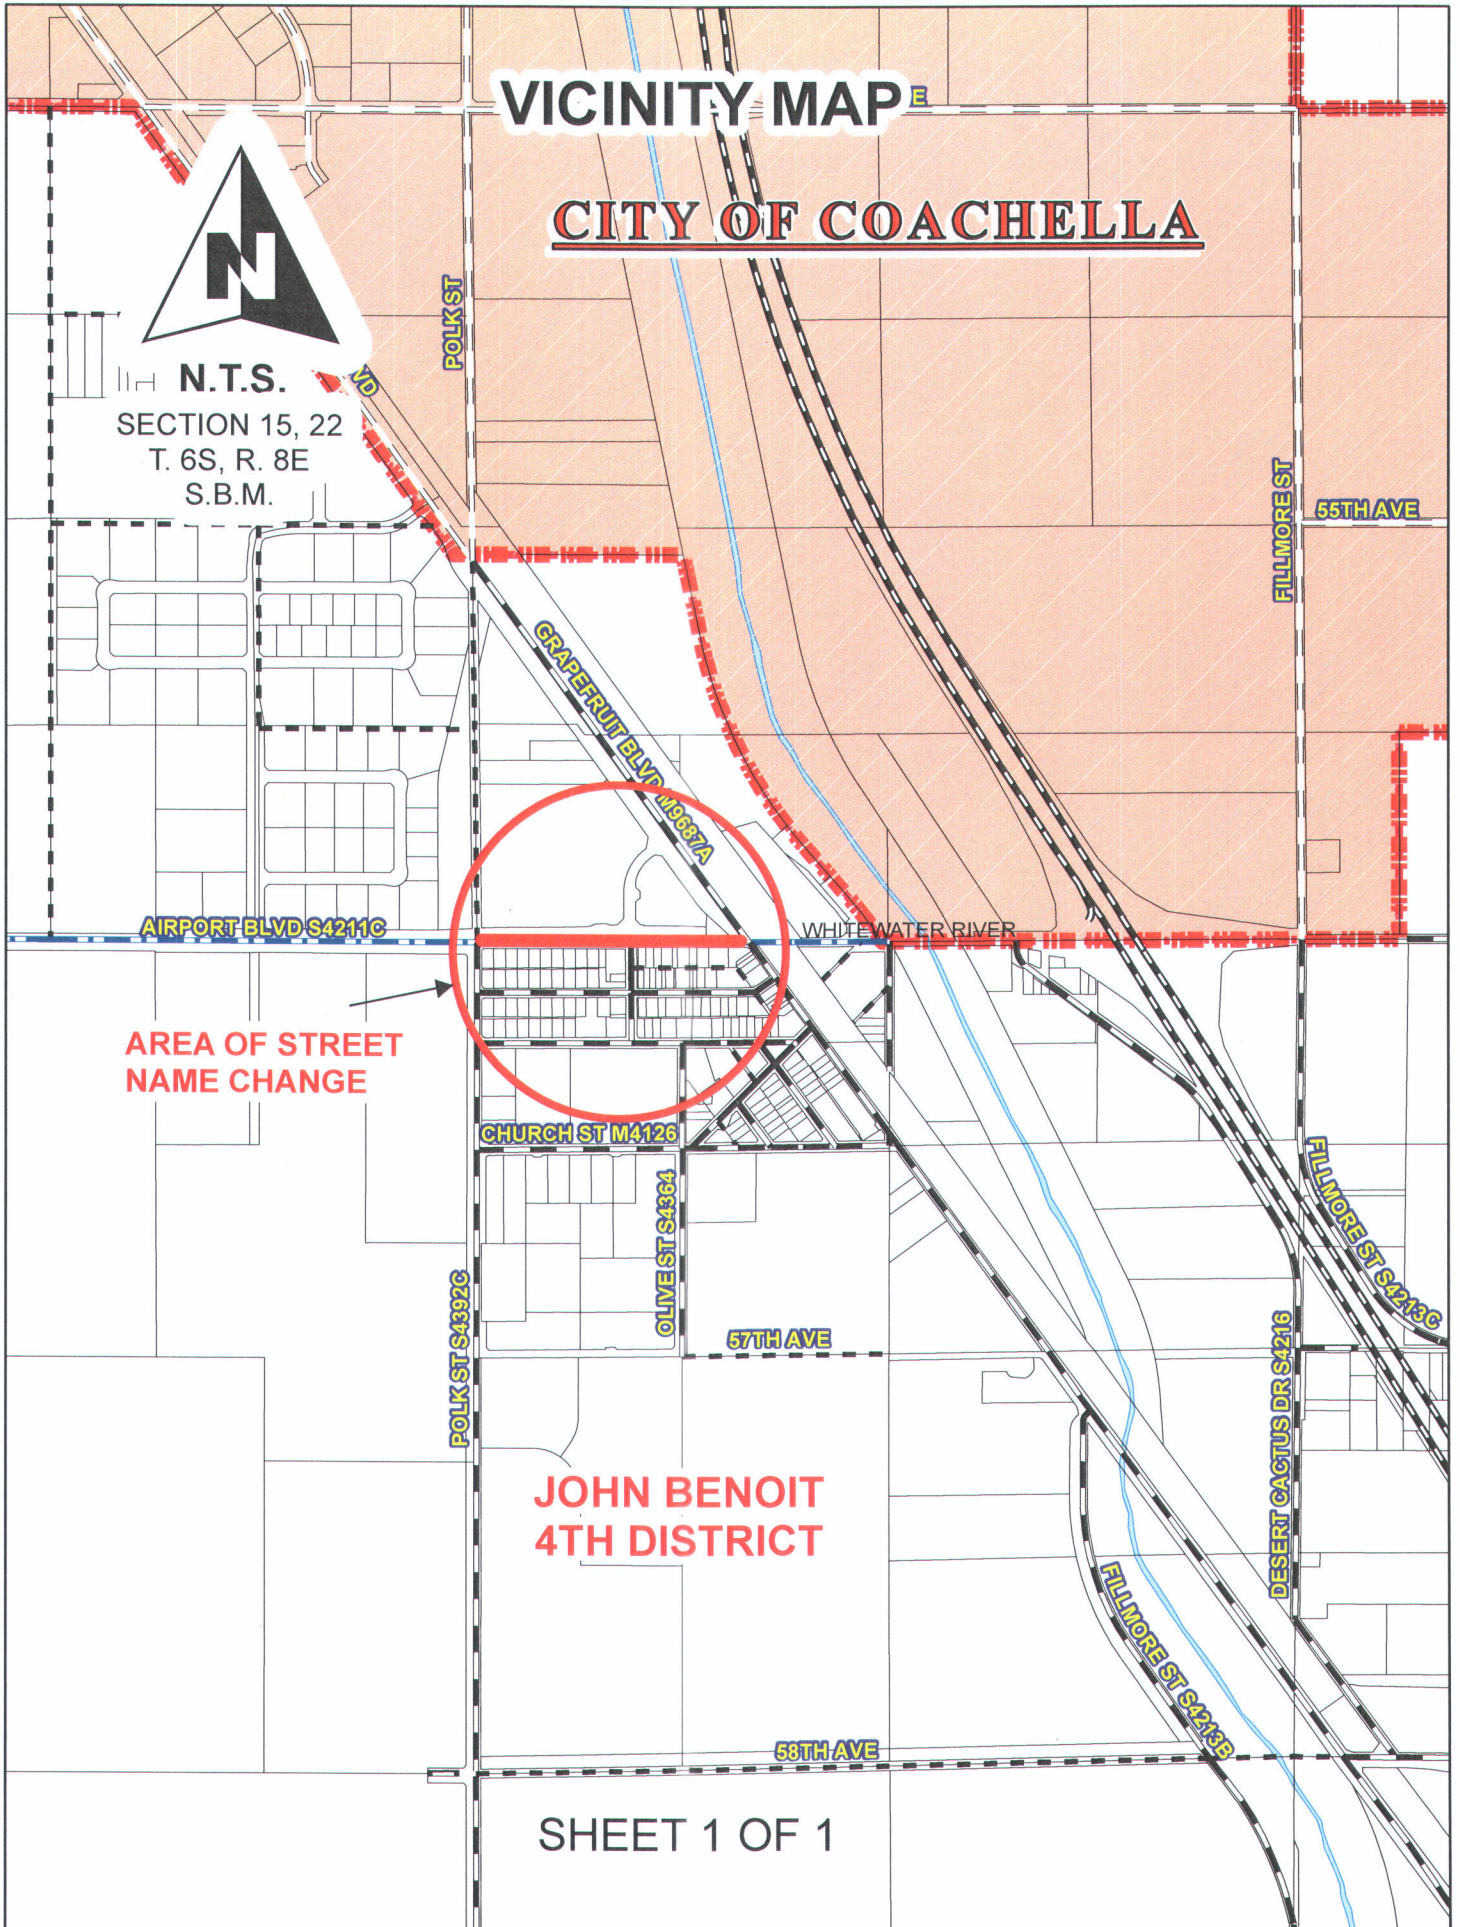 VICINITY MAP
E
CITY OF COACHELLA
N
N.T.S.
SECTION 15, 22
T. 6S, R. 8E
S.B.M.
VD
POLK ST
FILLMORE ST
55TH AVE
GRAPEFRUIT BLVD M9687A
AIRPORT BLVD S4211C
WHITEWATER RIVER
AREA OF STREET
NAME CHANGE
CHURCH ST M4126
OLIVE ST S4364
POLK ST S4392C
57TH AVE
FILLMORE ST S4213C
DESERT CACTUS DR S4216
JOHN BENOIT
4TH DISTRICT
FILLMORE ST S4213B
58TH AVE
SHEET 1 OF 1